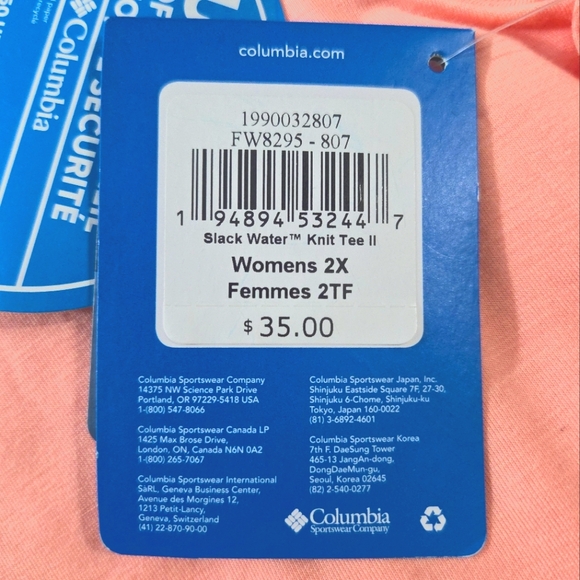 columbia.com
1990032807
FW8295 - 807
1 94894 53244 7
Slack Water™ Knit Tee II
Womens 2X
Femmes 2TF
$ 35.00
Columbia Sportswear Company
14375 NW Science Park Drive
Portland, OR 97229-5418 USA
1-(800) 547-8066
Columbia Sportswear Canada LP
1425 Max Brose Drive,
London, ON, Canada N6N 0A2
1-(800) 265-7067
Columbia Sportswear International
SàRL, Geneva Business Center,
Avenue des Morgines 12,
1213 Petit-Lancy,
Geneva, Switzerland
(41) 22-870-90-00
Columbia Sportswear Japan, Inc.
Shinjuku Eastside Square 7F, 27-30,
Shinjuku 6-Chome, Shinjuku-ku
Tokyo, Japan 160-0022
(81) 3-6892-4601
Columbia Sportswear Korea
7th F. DaeSung Tower
465-13 JangAn-dong,
DongDaeMun-gu,
Seoul, Korea 02645
(82) 2-540-0277
Columbia
Sportswear Company
Columbia
SÉCURITÉ
paper